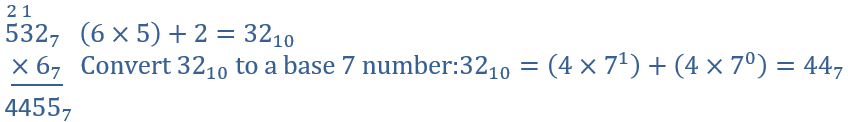 2 1
532₇ (6 × 5) + 2 = 32₁₀
× 6₇ Convert 32₁₀ to a base 7 number:32₁₀ = (4 × 7¹) + (4 × 7⁰) = 44₇
4455₇